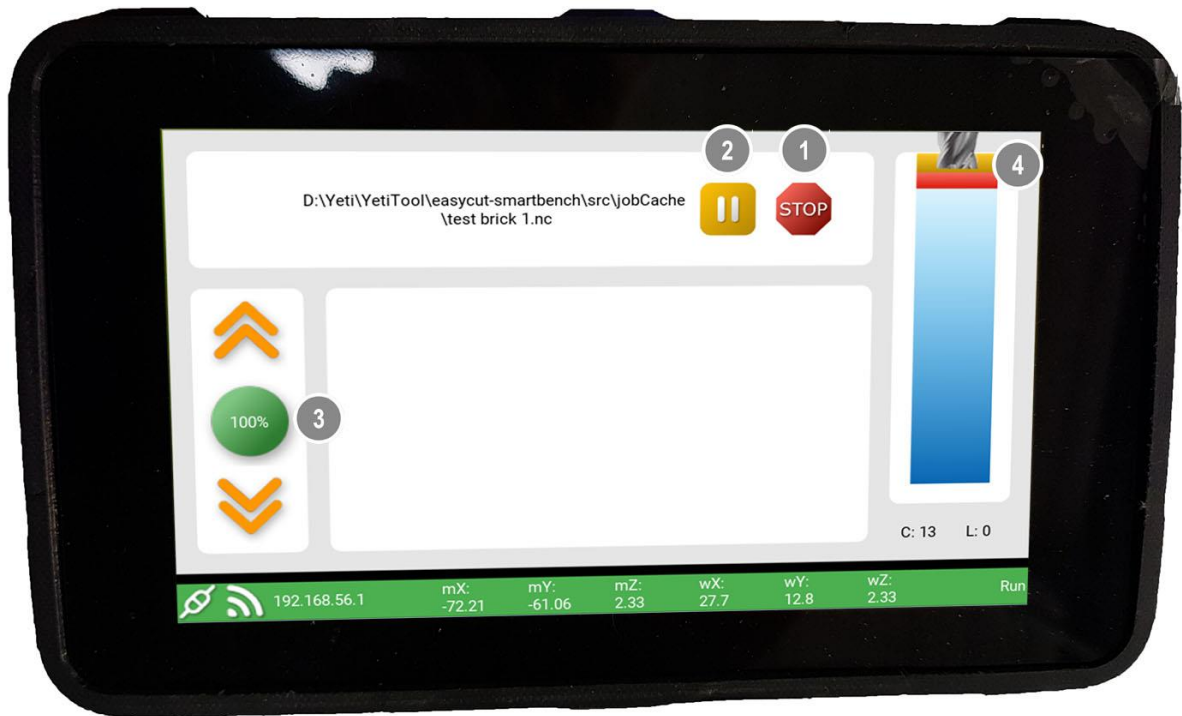 2
1
4
D:\Yeti\YetiTool\easycut-smartbench\src\jobCache
\test brick 1.nc
STOP
100%
3
C: 13 L: 0
192.168.56.1 mX: mY: mZ: wX: wY: wZ: Run
-72.21 -61.06 2.33 27.7 12.8 2.33